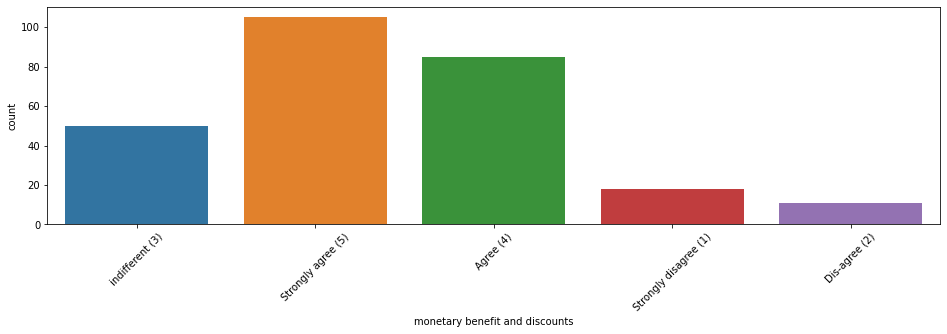 100
80
60
40
20
0
count
indifferent (3)
Strongly agree (5)
Agree (4)
Strongly disagree (1)
Dis-agree (2)
monetary benefit and discounts